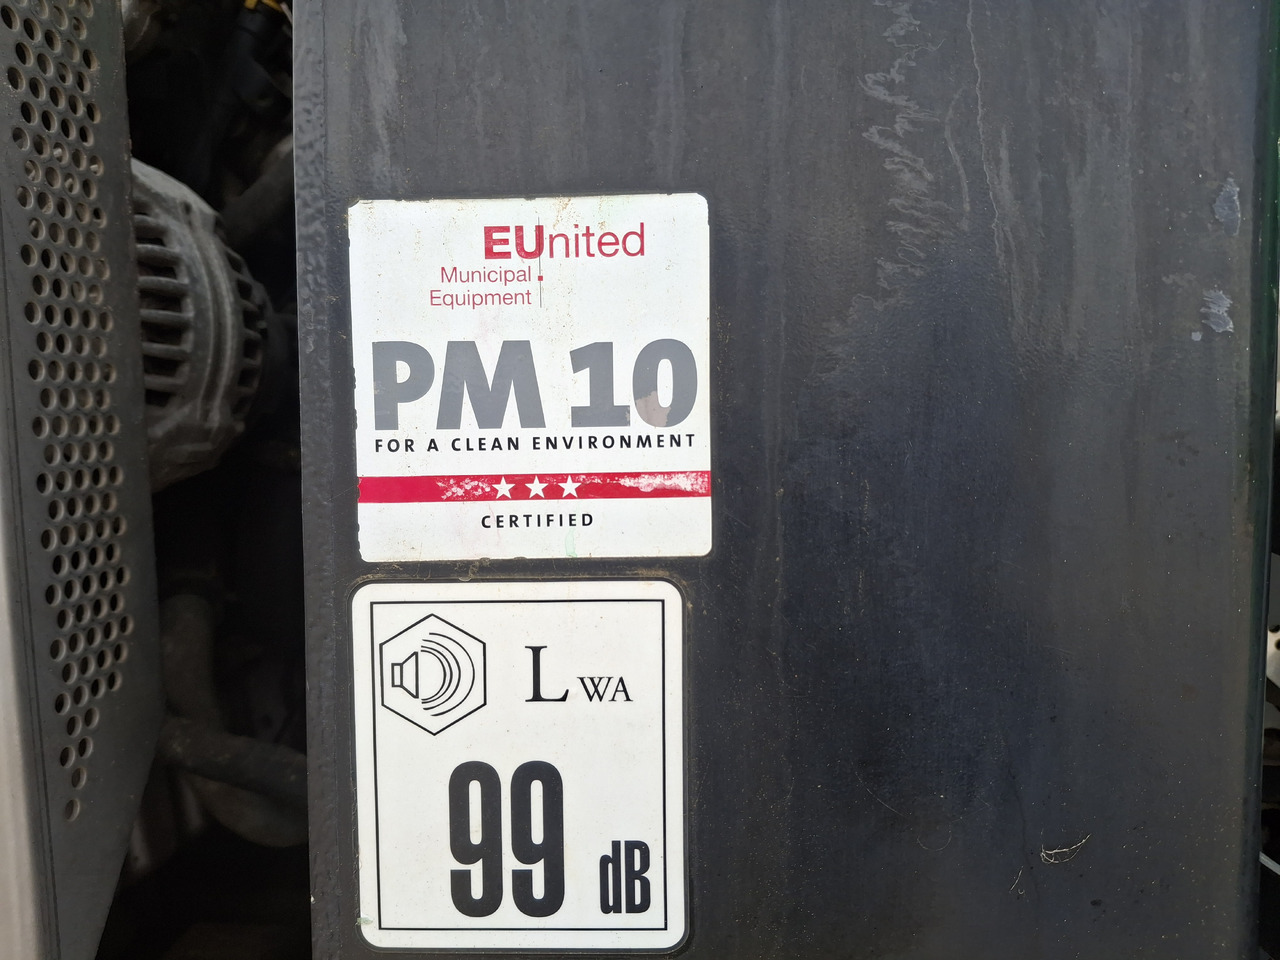 EUnited
Municipal
Equipment
PM 10
FOR A CLEAN ENVIRONMENT
CERTIFIED
LWA
99 dB